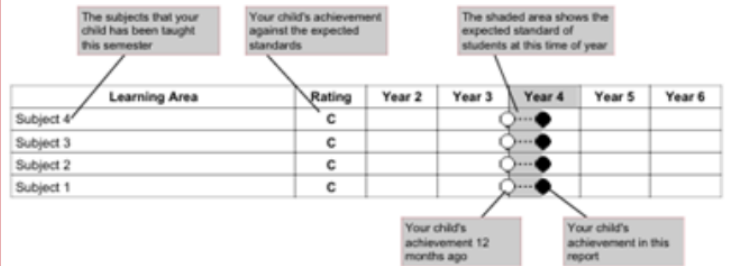 The subjects that your
child has been taught
this semester
Your child's achievement
against the expected
standards
The shaded area shows the
expected standard of
students at this time of year
Learning Area Rating Year 2 Year 3 Year 4 Year 5 Year 6
Subject 4 C
Subject 3 C
Subject 2 C
Subject 1 C
Your child's
achievement 12
months ago
Your child's
achievement in this
report